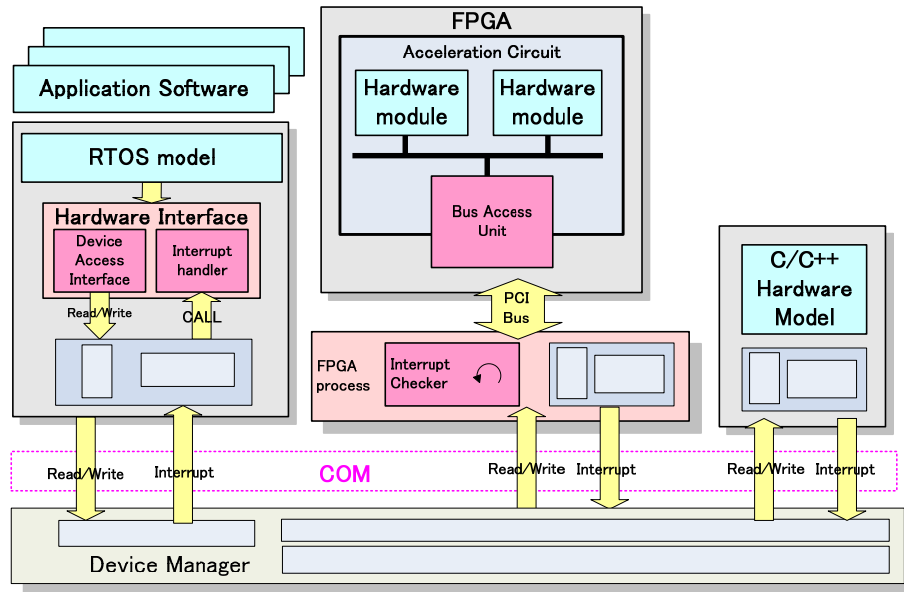 FPGA
Acceleration Circuit
Hardware
module
Hardware
module
Bus Access
Unit
Application Software
RTOS model
Hardware Interface
Device
Access
Interface
Interrupt
handler
Read/Write
CALL
PCI
Bus
FPGA
process
Interrupt
Checker
C/C++
Hardware
Model
Read/Write
Interrupt
COM
Read/Write
Interrupt
Read/Write
Interrupt
Device Manager